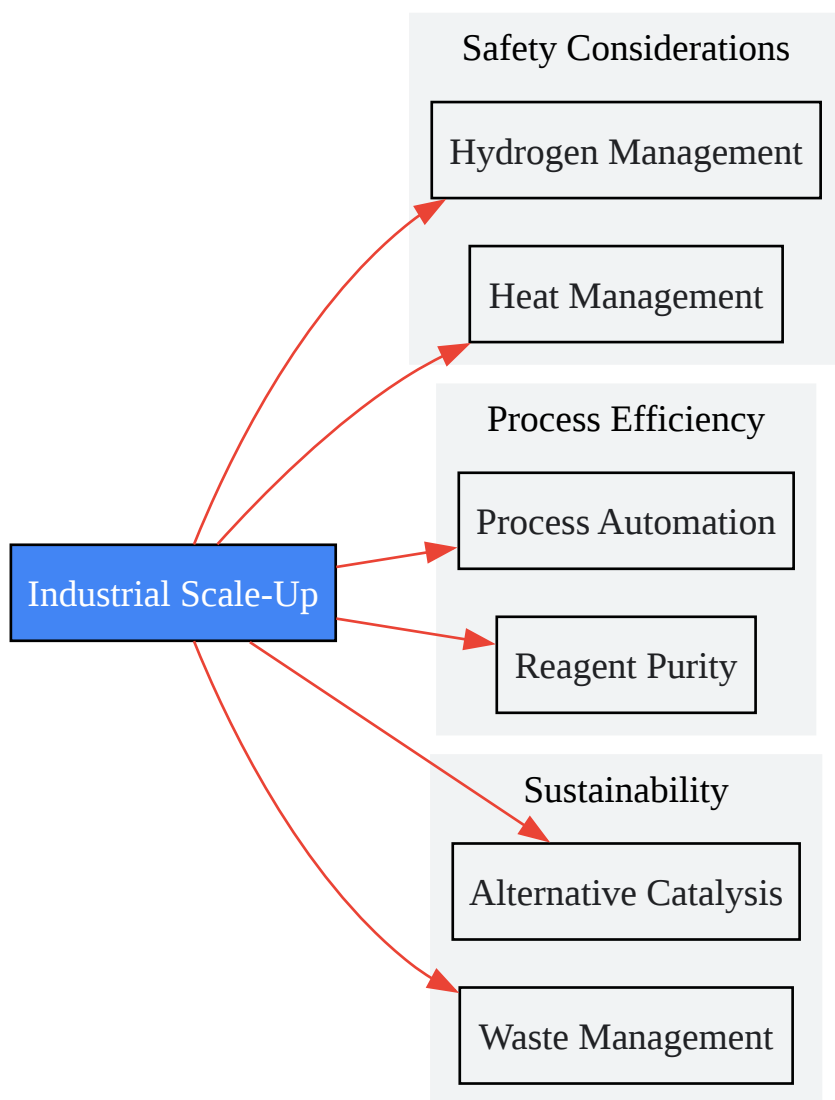 Safety Considerations
Hydrogen Management
Heat Management
Process Efficiency
Process Automation
Industrial Scale-Up
Reagent Purity
Sustainability
Alternative Catalysis
Waste Management